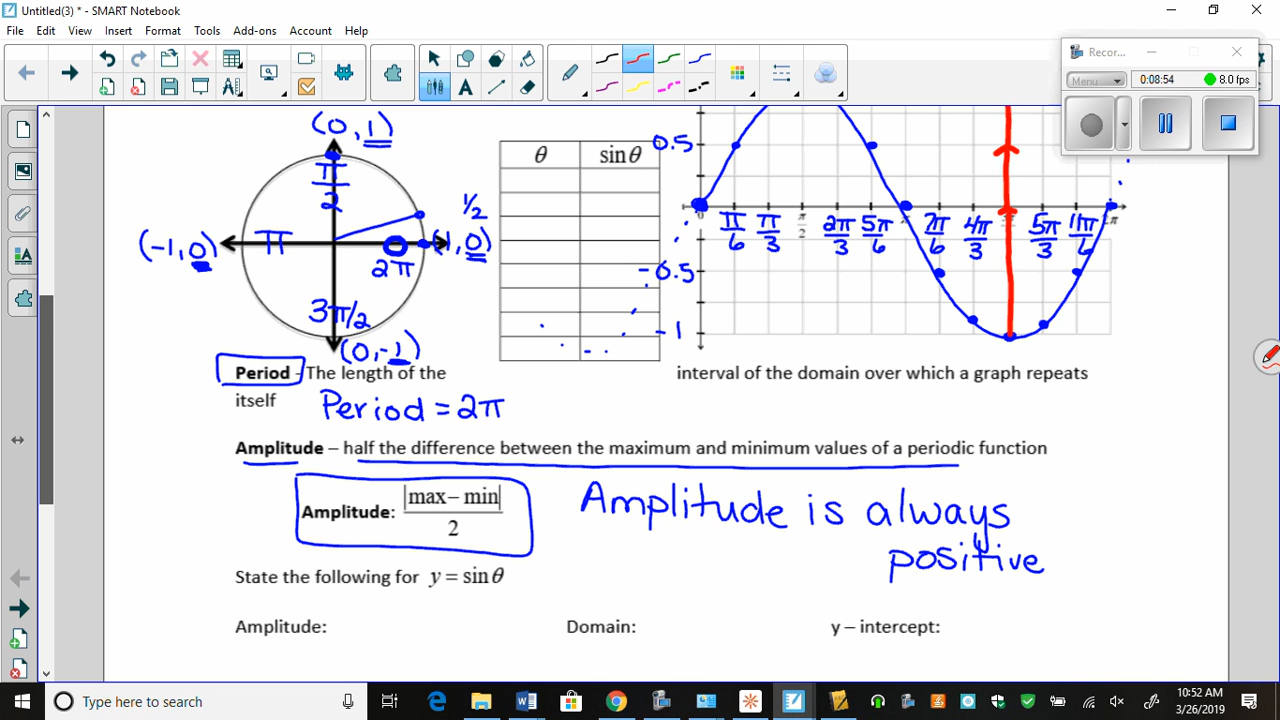 Untitled(3) * - SMART Notebook
File Edit View Insert Format Tools Add-ons Account Help
Recor...
Menu 0:08:54 8.0 fps
(0, 1)
π/2
(-1, 0)
π
0
2π
(1, 0)
1/2
3π/2
(0, -1)
θ sin θ
0.5
0
π/6 π/3 π/2 2π/3 5π/6 7π/6 4π/3 5π/3 11π/6
-0.5
-1
Period - The length of the interval of the domain over which a graph repeats
itself
Period = 2π
Amplitude – half the difference between the maximum and minimum values of a periodic function
Amplitude: |max – min|/2
Amplitude is always
positive
State the following for y = sin θ
Amplitude: Domain: y – intercept:
Type here to search
10:52 AM
3/26/2019